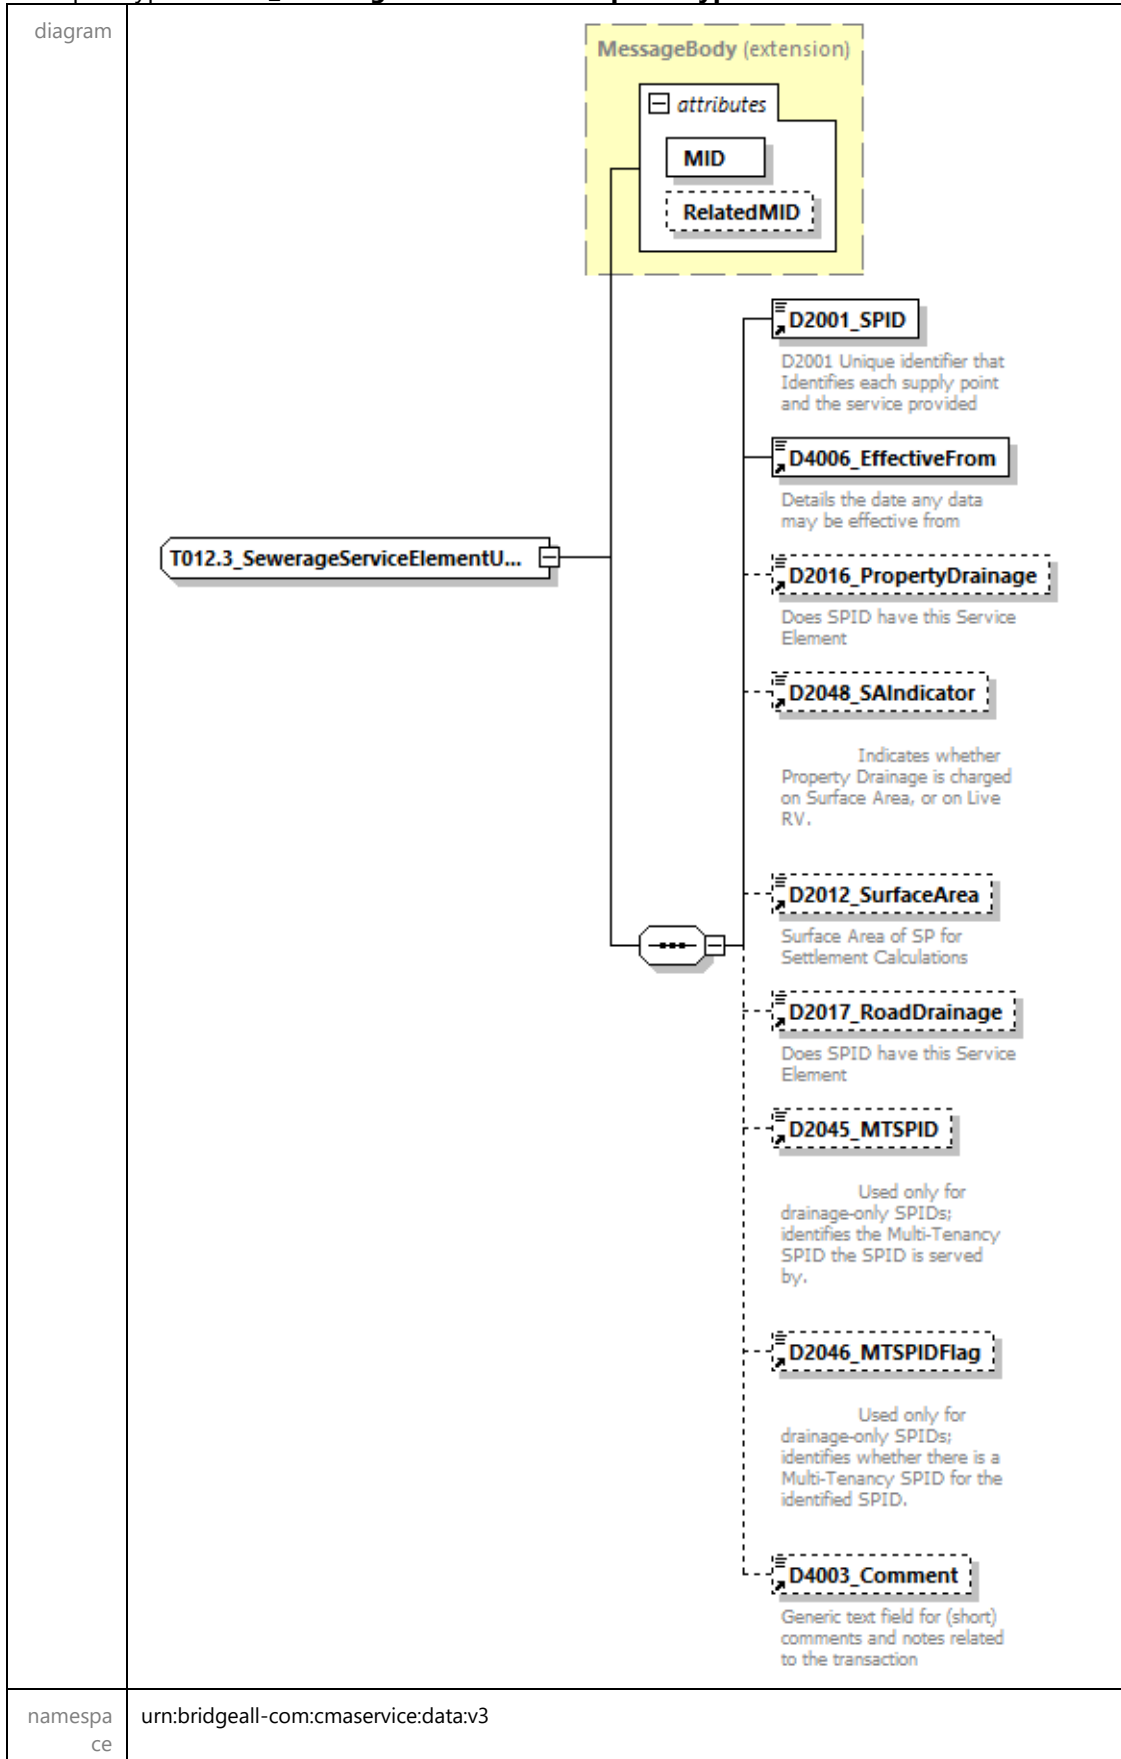 diagram
MessageBody (extension)
attributes
MID
RelatedMID
D2001_SPID
D2001 Unique identifier that
Identifies each supply point
and the service provided
D4006_EffectiveFrom
Details the date any data
may be effective from
T012.3_SewerageServiceElementU...
D2016_PropertyDrainage
Does SPID have this Service
Element
D2048_SAIndicator
Indicates whether
Property Drainage is charged
on Surface Area, or on Live
RV.
D2012_SurfaceArea
Surface Area of SP for
Settlement Calculations
D2017_RoadDrainage
Does SPID have this Service
Element
D2045_MTSPID
Used only for
drainage-only SPIDs;
identifies the Multi-Tenancy
SPID the SPID is served
by.
D2046_MTSPIDFlag
Used only for
drainage-only SPIDs;
identifies whether there is a
Multi-Tenancy SPID for the
identified SPID.
D4003_Comment
Generic text field for (short)
comments and notes related
to the transaction
namespa
ce
urn:bridgeall-com:cmaservice:data:v3